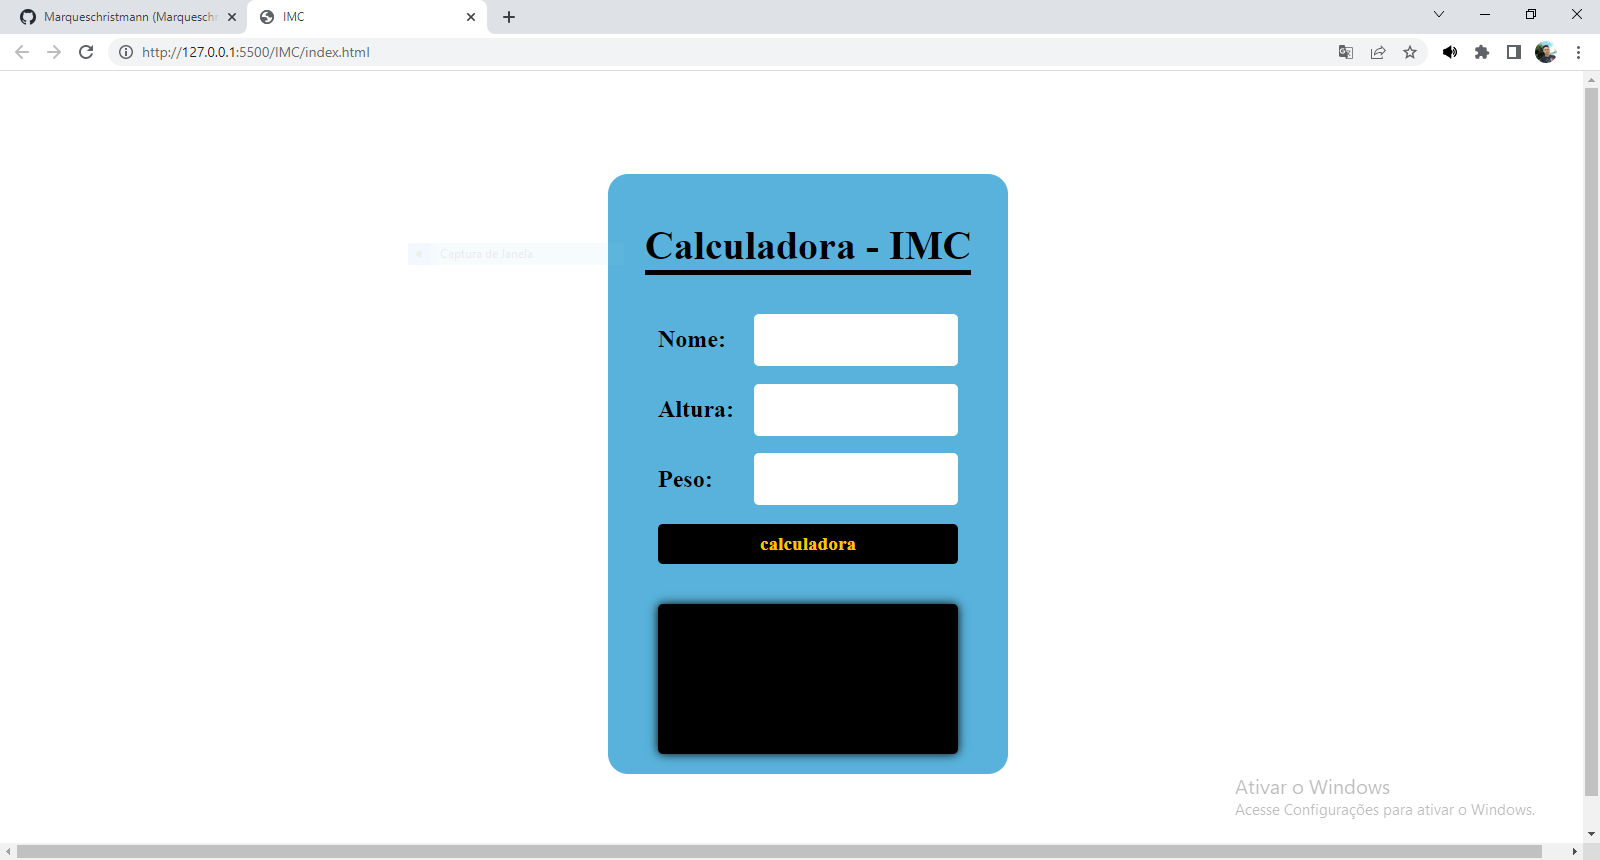 Marqueschristmann (Marqueschr
IMC
http://127.0.0.1:5500/IMC/index.html
Calculadora - IMC
Captura de Janela
Nome:
Altura:
Peso:
calculadora
Ativar o Windows
Acesse Configurações para ativar o Windows.